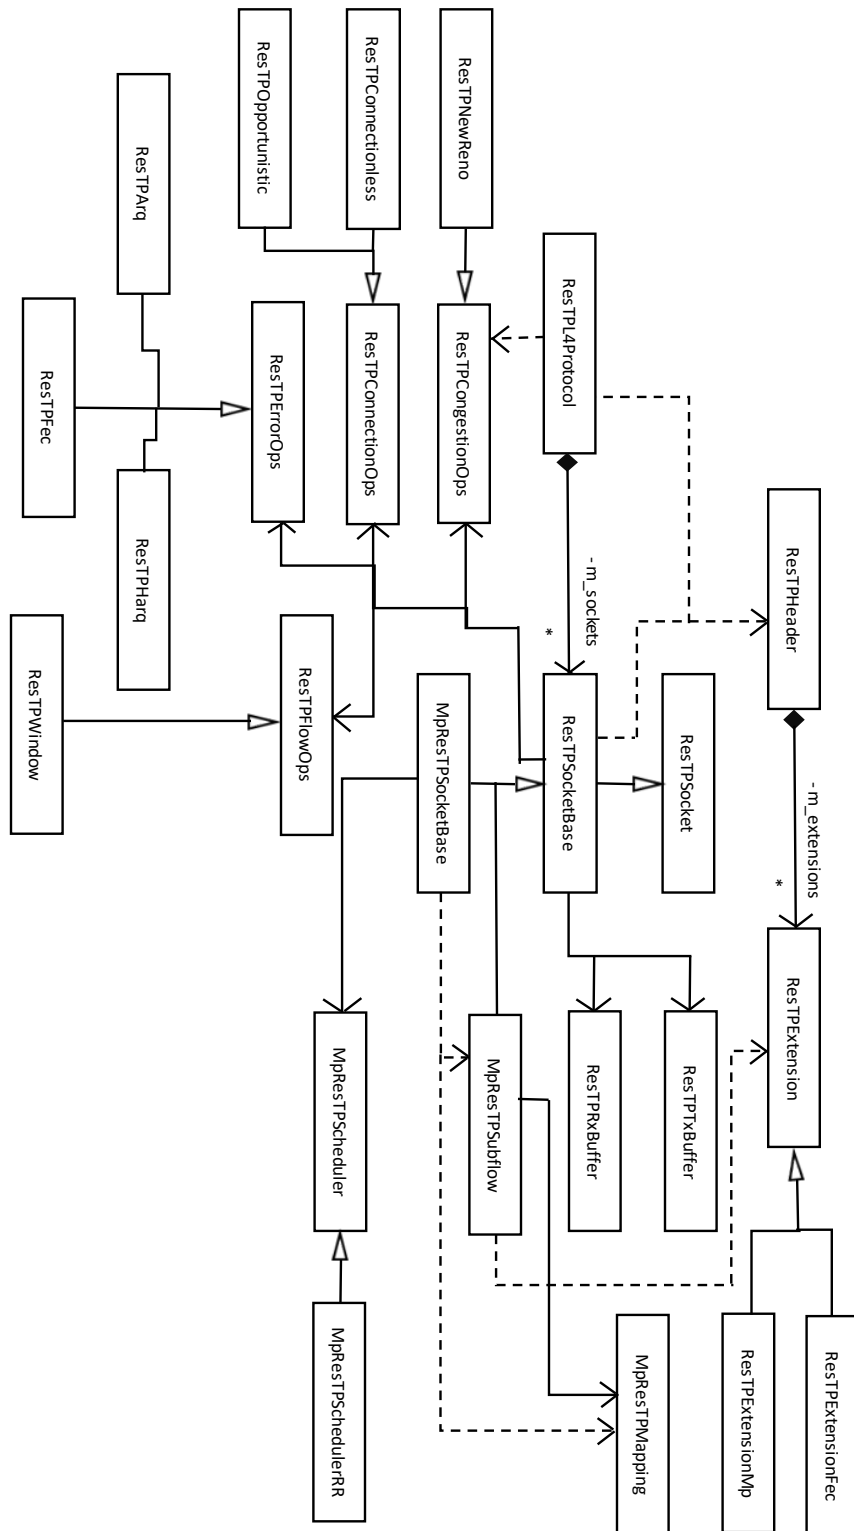 ResTPExtensionFec
ResTPHeader
- m_extensions
*
ResTPExtension
ResTPExtensionMp
ResTPSocket
ResTPTxBuffer
MpResTPMapping
ResTPL4Protocol
- m_sockets
*
ResTPSocketBase
ResTPRxBuffer
ResTPNewReno
ResTPCongestionOps
MpResTPSocketBase
MpResTPSubflow
ResTPConnectionless
ResTPConnectionOps
MpResTPScheduler
MpResTPSchedulerRR
ResTPOpportunistic
ResTPErrorOps
ResTPFlowOps
ResTPArq
ResTPHarq
ResTPFec
ResTPWindow